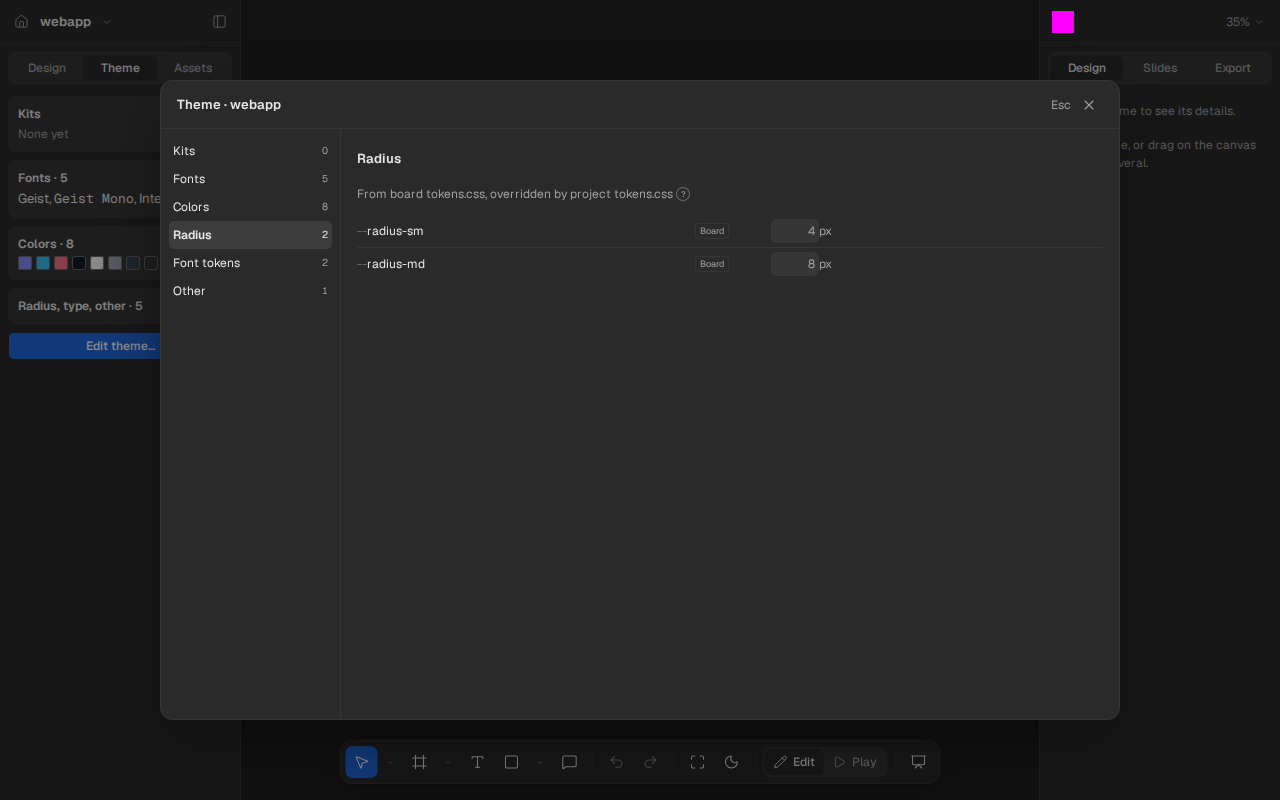 webapp
35%
Design Theme Assets
Design Slides Export
Theme · webapp
Esc
Kits
None yet
me to see its details.
e, or drag on the canvas
veral.
Fonts · 5
Geist, Geist Mono, Inte
Colors · 8
Radius, type, other · 5
Edit theme…
Kits 0
Fonts 5
Colors 8
Radius 2
Font tokens 2
Other 1
Radius
From board tokens.css, overridden by project tokens.css ?
--radius-sm Board 4 px
--radius-md Board 8 px
Edit Play